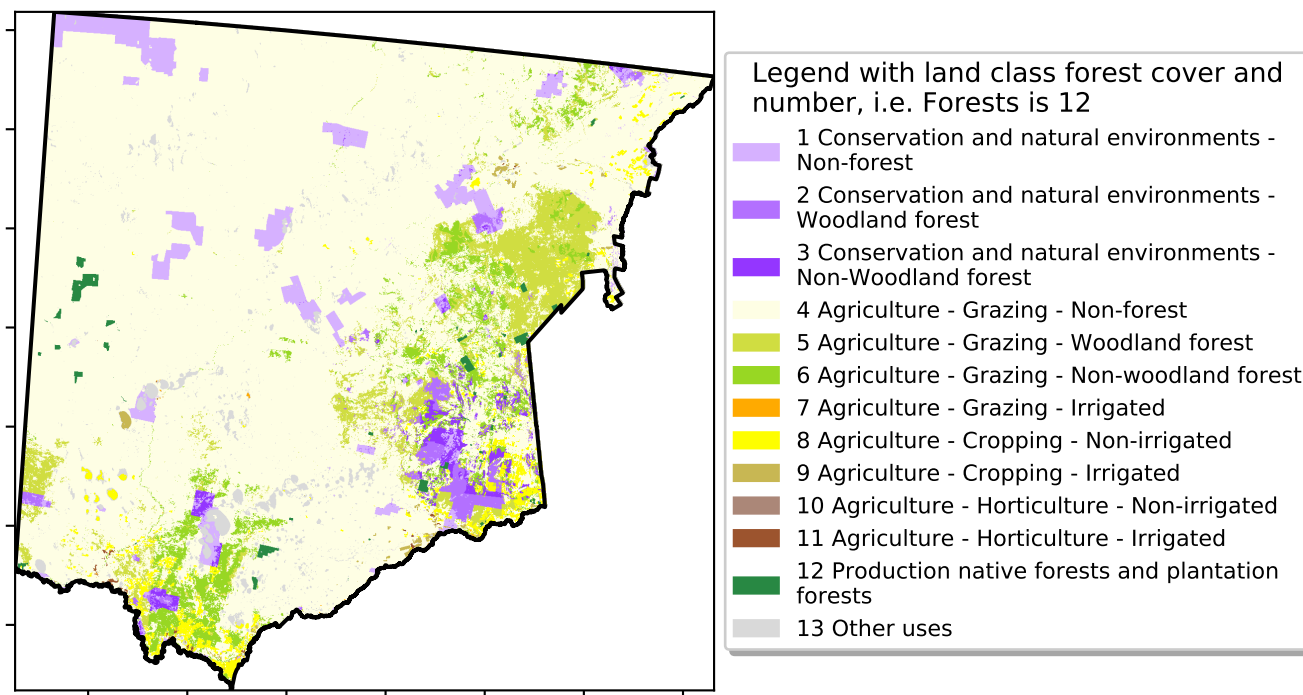 Legend with land class forest cover and
number, i.e. Forests is 12
1 Conservation and natural environments -
Non-forest
2 Conservation and natural environments -
Woodland forest
3 Conservation and natural environments -
Non-Woodland forest
4 Agriculture - Grazing - Non-forest
5 Agriculture - Grazing - Woodland forest
6 Agriculture - Grazing - Non-woodland forest
7 Agriculture - Grazing - Irrigated
8 Agriculture - Cropping - Non-irrigated
9 Agriculture - Cropping - Irrigated
10 Agriculture - Horticulture - Non-irrigated
11 Agriculture - Horticulture - Irrigated
12 Production native forests and plantation
forests
13 Other uses